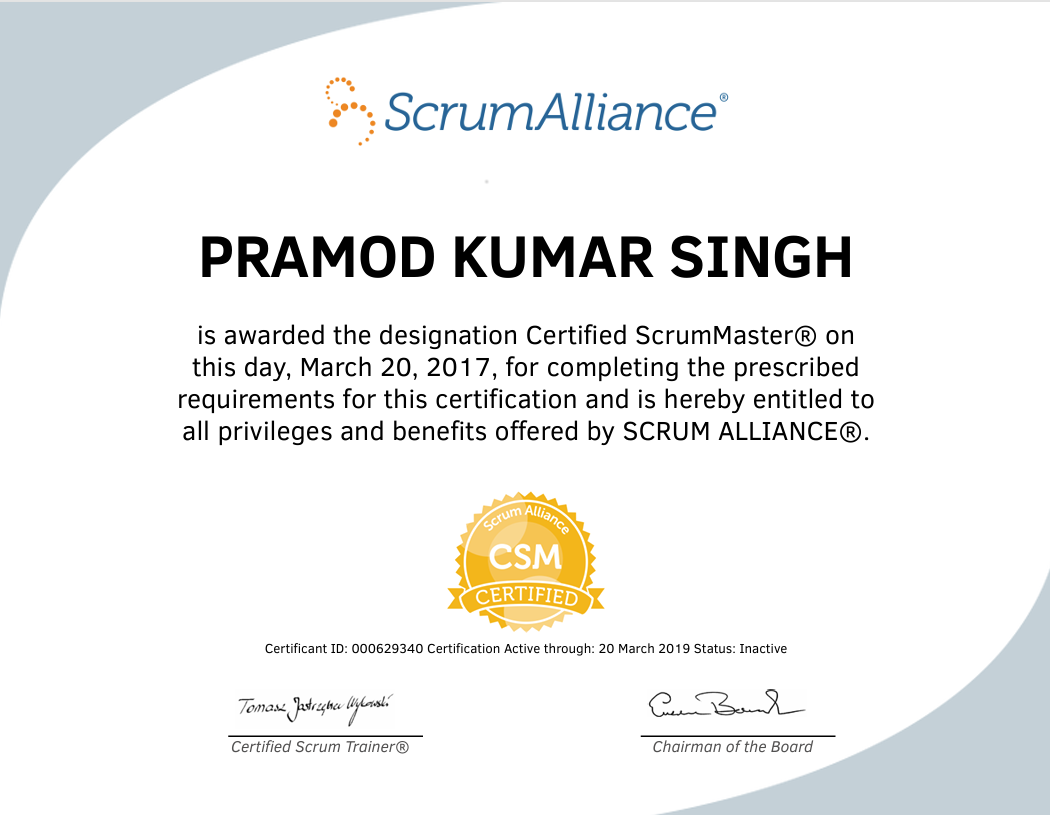 ScrumAlliance®
PRAMOD KUMAR SINGH
is awarded the designation Certified ScrumMaster® on
this day, March 20, 2017, for completing the prescribed
requirements for this certification and is hereby entitled to
all privileges and benefits offered by SCRUM ALLIANCE®.
Scrum Alliance
CSM
CERTIFIED
Certificant ID: 000629340 Certification Active through: 20 March 2019 Status: Inactive
Tomasz
Certified Scrum Trainer®
Chairman of the Board